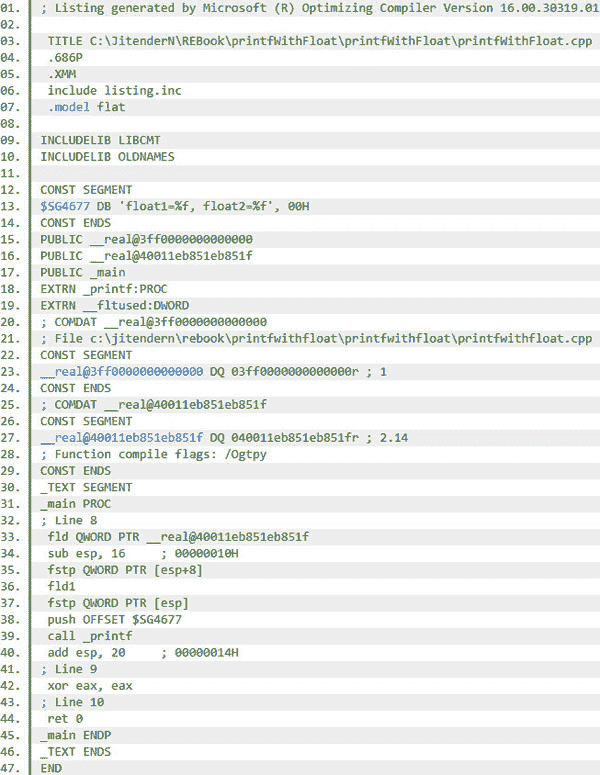 01. ; Listing generated by Microsoft (R) Optimizing Compiler Version 16.00.30319.01
02.
03. TITLE C:\JitenderN\REBook\printfWithFloat\printfWithFloat\printfWithFloat.cpp
04. .686P
05. .XMM
06. include listing.inc
07. .model flat
08.
09. INCLUDELIB LIBCMT
10. INCLUDELIB OLDNAMES
11.
12. CONST SEGMENT
13. $SG4677 DB 'float1=%f, float2=%f', 00H
14. CONST ENDS
15. PUBLIC __real@3ff0000000000000
16. PUBLIC __real@40011eb851eb851f
17. PUBLIC _main
18. EXTRN _printf:PROC
19. EXTRN __fltused:DWORD
20. ; COMDAT __real@3ff0000000000000
21. ; File c:\jitendern\rebook\printfwithfloat\printfwithfloat\printfwithfloat.cpp
22. CONST SEGMENT
23. __real@3ff0000000000000 DQ 03ff0000000000000r ; 1
24. CONST ENDS
25. ; COMDAT __real@40011eb851eb851f
26. CONST SEGMENT
27. __real@40011eb851eb851f DQ 040011eb851eb851fr ; 2.14
28. ; Function compile flags: /Ogtpy
29. CONST ENDS
30. _TEXT SEGMENT
31. _main PROC
32. ; Line 8
33. fld QWORD PTR __real@40011eb851eb851f
34. sub esp, 16 ; 00000010H
35. fstp QWORD PTR [esp+8]
36. fld1
37. fstp QWORD PTR [esp]
38. push OFFSET $SG4677
39. call _printf
40. add esp, 20 ; 00000014H
41. ; Line 9
42. xor eax, eax
43. ; Line 10
44. ret 0
45. _main ENDP
46. _TEXT ENDS
47. END